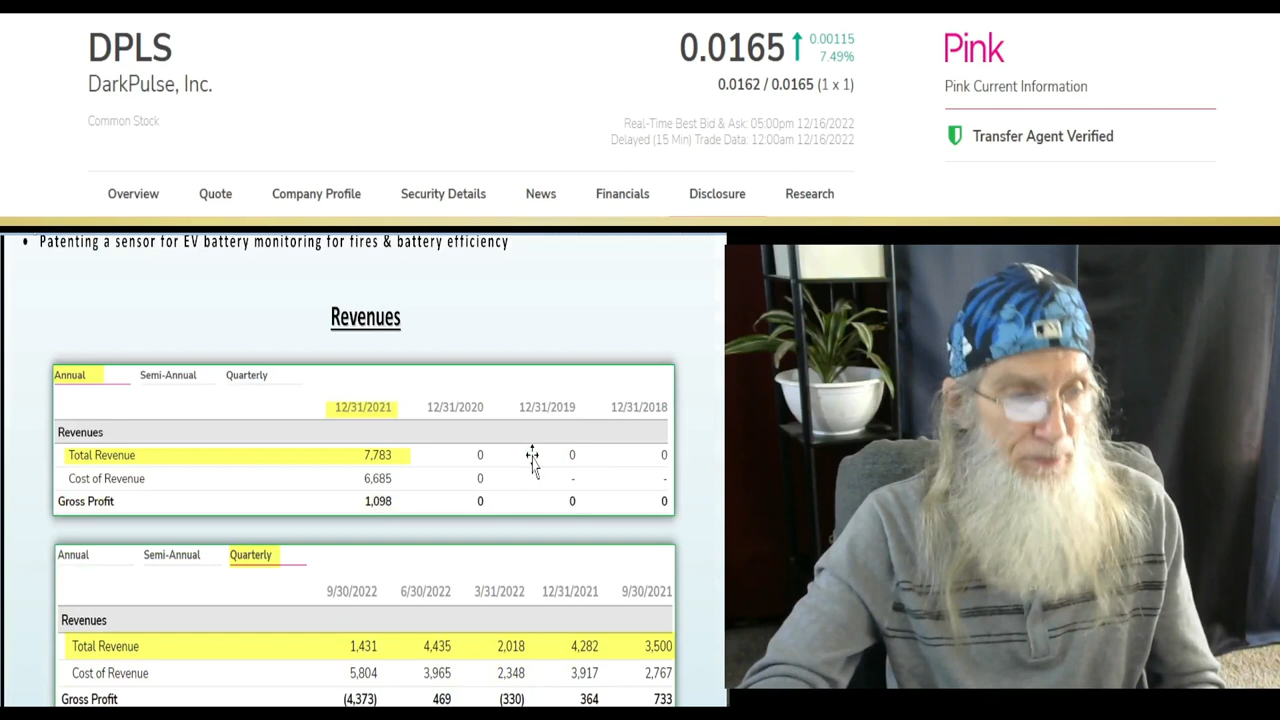 DPLS
DarkPulse, Inc.
Common Stock
0.0165 0.00115
7.49%
0.0162 / 0.0165 (1 x 1)
Real-Time Best Bid & Ask: 05:00pm 12/16/2022
Delayed (15 Min) Trade Data: 12:00am 12/16/2022
Pink
Pink Current Information
Transfer Agent Verified
Overview Quote Company Profile Security Details News Financials Disclosure Research
• Patenting a sensor for EV battery monitoring for fires & battery efficiency
Revenues
Annual Semi-Annual Quarterly
12/31/2021 12/31/2020 12/31/2019 12/31/2018
Revenues
Total Revenue 7,783 0 0 0
Cost of Revenue 6,685 0 - -
Gross Profit 1,098 0 0 0
Annual Semi-Annual Quarterly
9/30/2022 6/30/2022 3/31/2022 12/31/2021 9/30/2021
Revenues
Total Revenue 1,431 4,435 2,018 4,282 3,500
Cost of Revenue 5,804 3,965 2,348 3,917 2,767
Gross Profit (4,373) 469 (330) 364 733